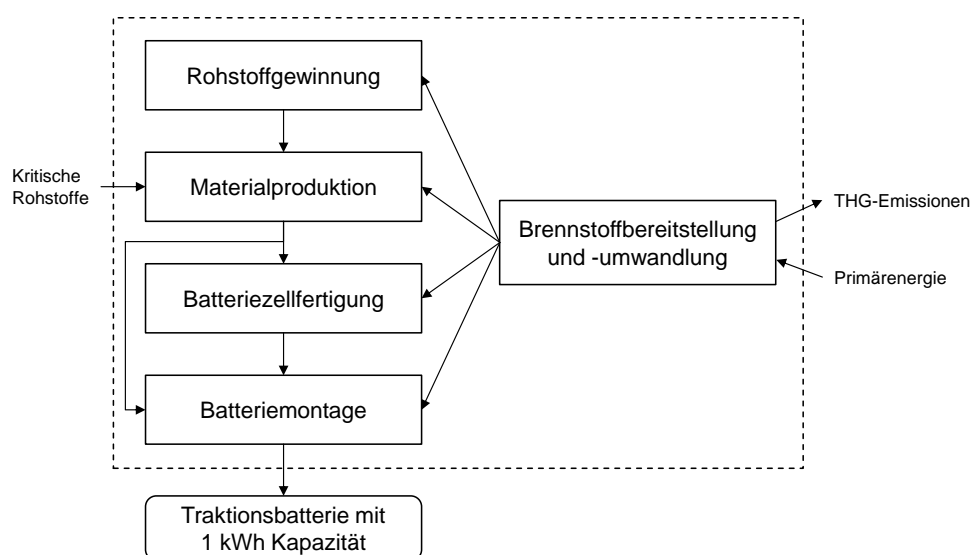 Rohstoffgewinnung
Kritische
Rohstoffe
Materialproduktion
Brennstoffbereitstellung
und -umwandlung
THG-Emissionen
Primärenergie
Batteriezellfertigung
Batteriemontage
Traktionsbatterie mit
1 kWh Kapazität